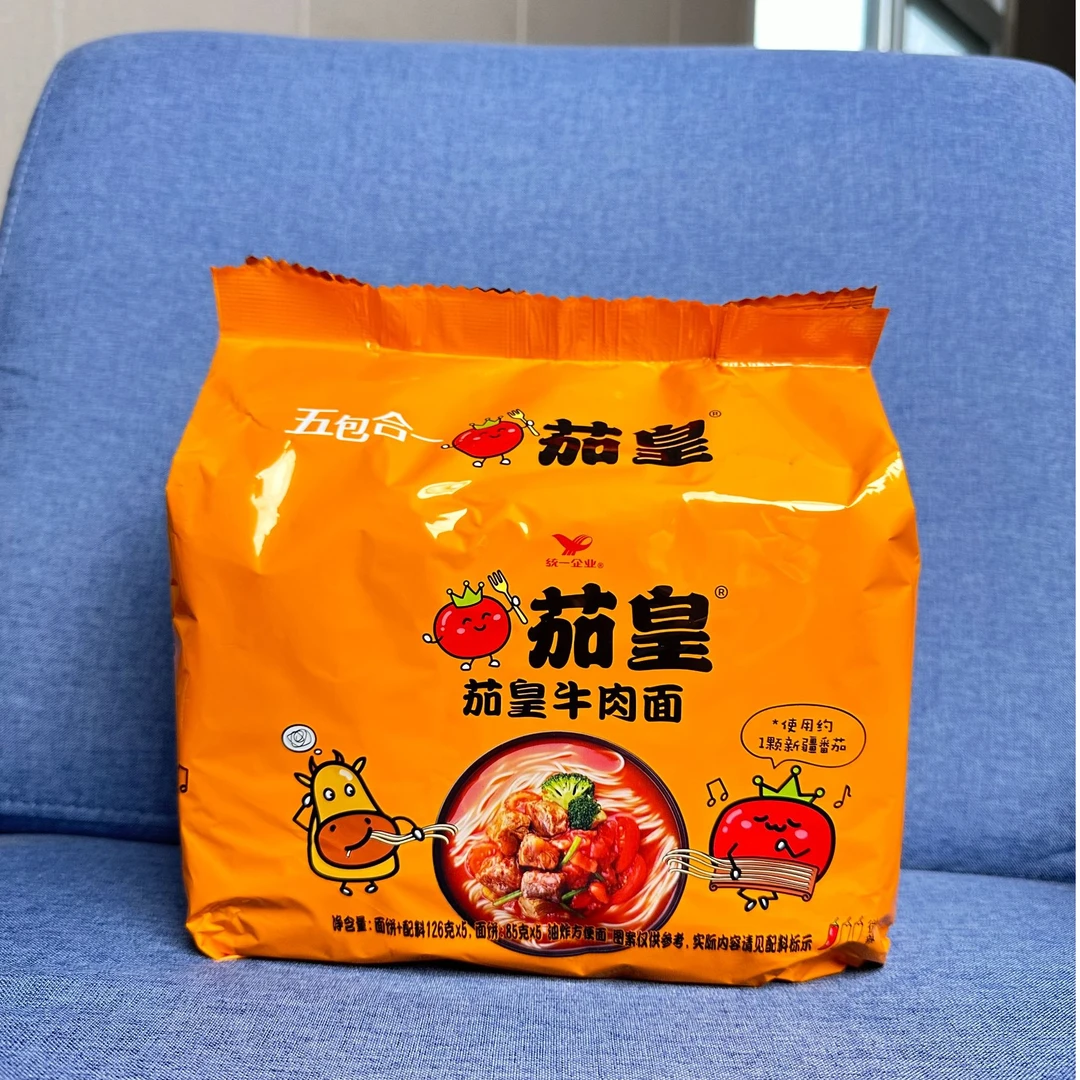 五包合一
茄皇®
统一企业®
茄皇®
茄皇牛肉面
*使用约
1颗新疆番茄
净含量:面饼+配料126克x5,面饼:85克x5 油炸方便面 图案仅供参考,实际内容请见配料标示